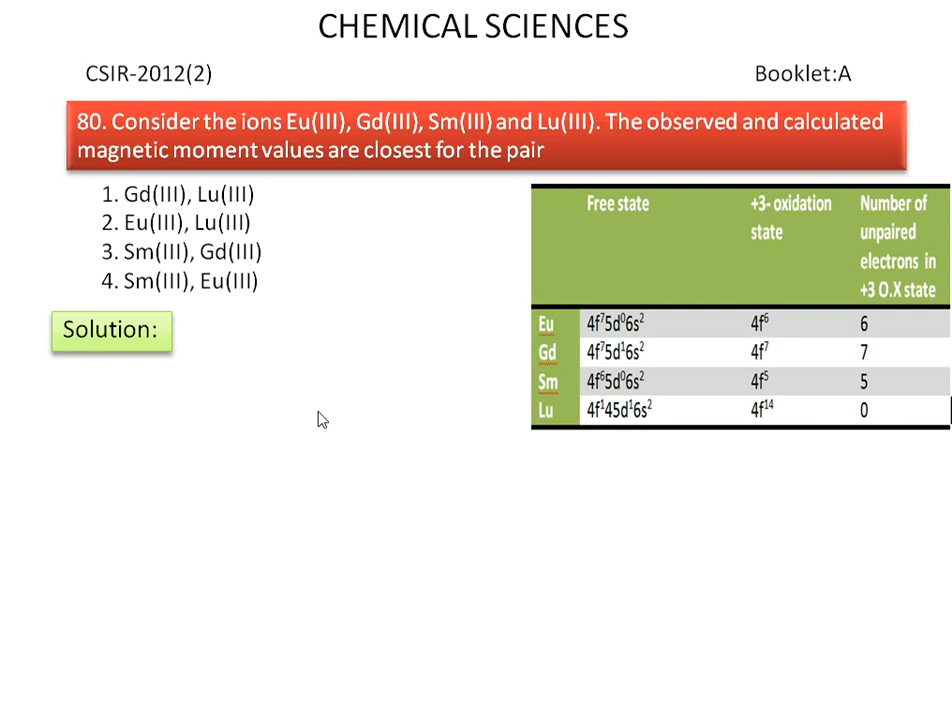 CHEMICAL SCIENCES
CSIR-2012(2) Booklet:A
80. Consider the ions Eu(III), Gd(III), Sm(III) and Lu(III). The observed and calculated
magnetic moment values are closest for the pair
1. Gd(III), Lu(III)
2. Eu(III), Lu(III)
3. Sm(III), Gd(III)
4. Sm(III), Eu(III)
Solution:
Free state +3- oxidation state Number of unpaired electrons in +3 O.X state
Eu 4f⁷5d⁰6s² 4f⁶ 6
Gd 4f⁷5d¹6s² 4f⁷ 7
Sm 4f⁶5d⁰6s² 4f⁵ 5
Lu 4f¹45d¹6s² 4f¹⁴ 0